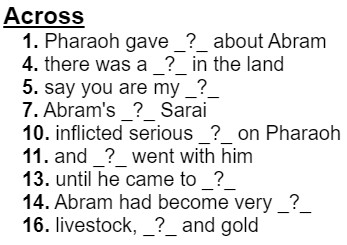 Across
1. Pharaoh gave _?_ about Abram
4. there was a _?_ in the land
5. say you are my _?_
7. Abram's _?_ Sarai
10. inflicted serious _?_ on Pharaoh
11. and _?_ went with him
13. until he came to _?_
14. Abram had become very _?_
16. livestock, _?_ and gold